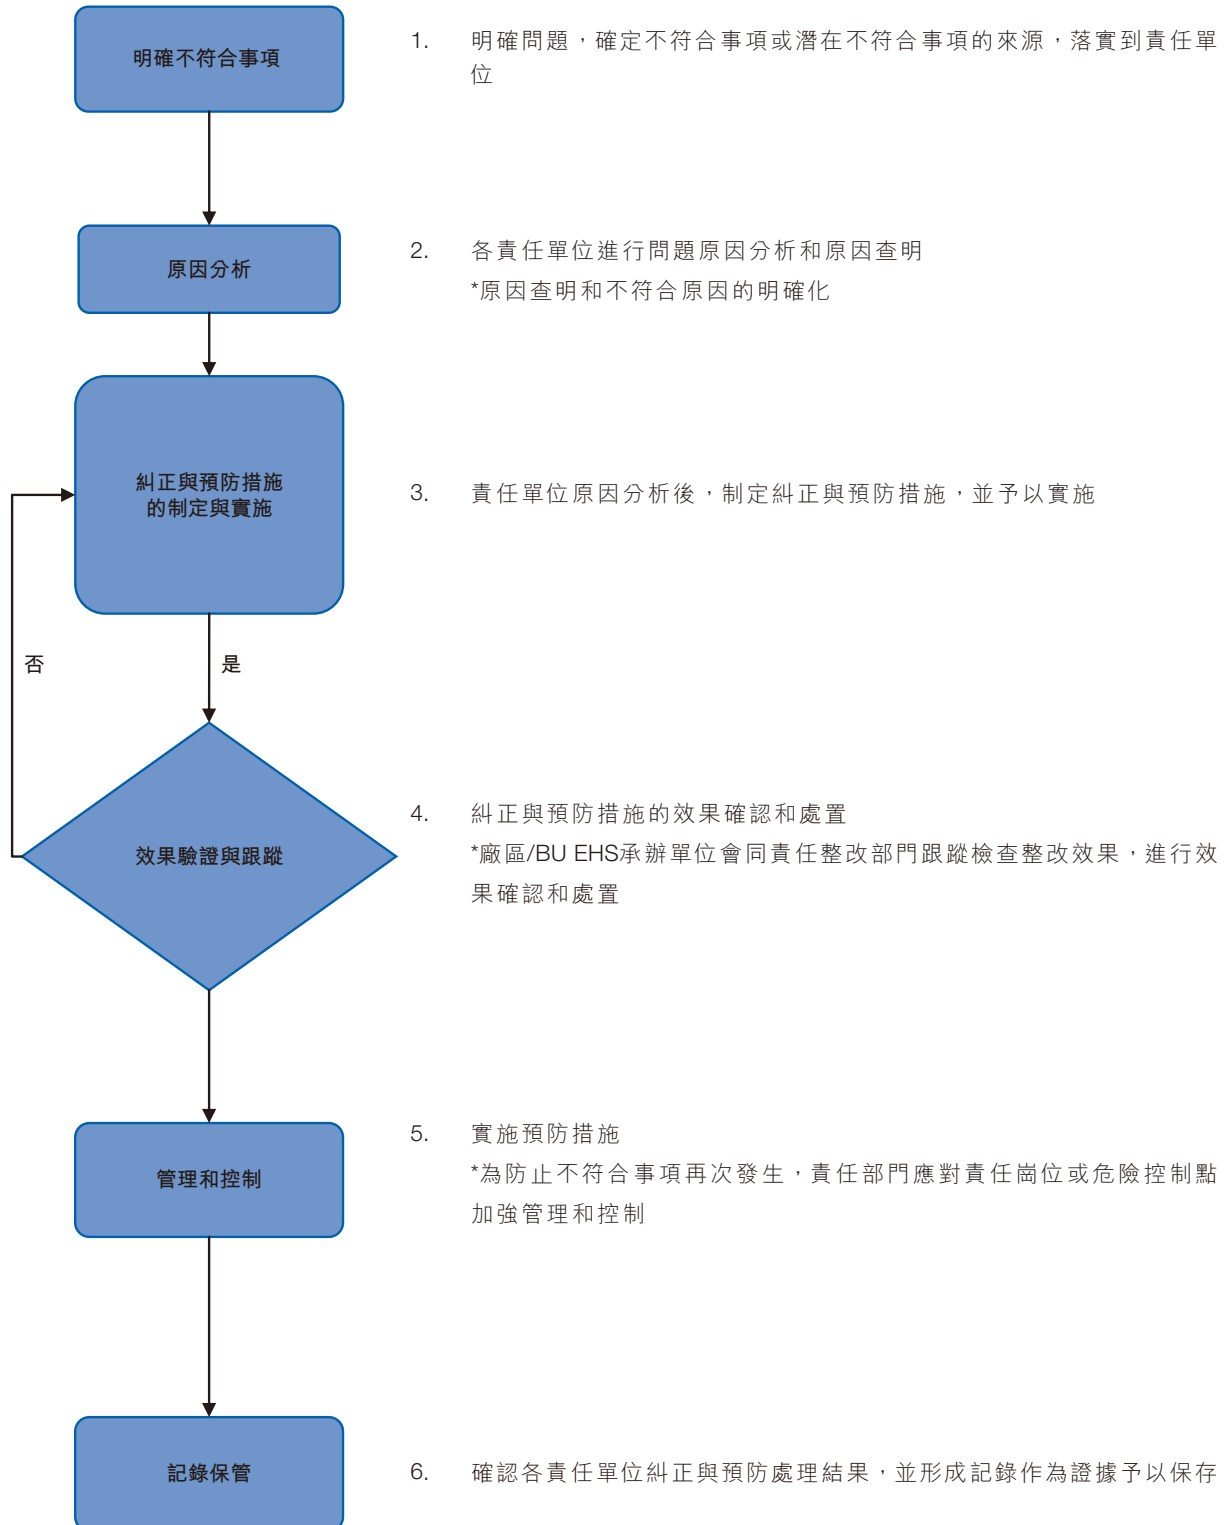 明確不符合事項
1. 明確問題，確定不符合事項或潛在不符合事項的來源，落實到責任單
位
原因分析
2. 各責任單位進行問題原因分析和原因查明
*原因查明和不符合原因的明確化
糾正與預防措施
的制定與實施
3. 責任單位原因分析後，制定糾正與預防措施，並予以實施
否
是
效果驗證與跟蹤
4. 糾正與預防措施的效果確認和處置
*廠區/BU EHS承辦單位會同責任整改部門跟蹤檢查整改效果，進行效
果確認和處置
管理和控制
5. 實施預防措施
*為防止不符合事項再次發生，責任部門應對責任崗位或危險控制點
加強管理和控制
記錄保管
6. 確認各責任單位糾正與預防處理結果，並形成記錄作為證據予以保存